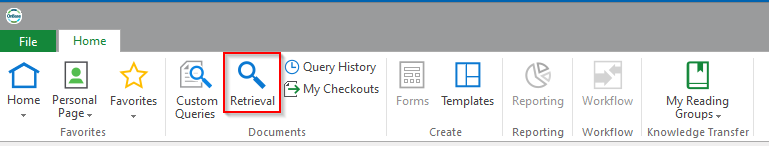 OnBase
File
Home
Home
Personal
Page
Favorites
Favorites
Custom
Queries
Retrieval
Query History
My Checkouts
Documents
Forms
Templates
Create
Reporting
Reporting
Workflow
Workflow
My Reading
Groups
Knowledge Transfer